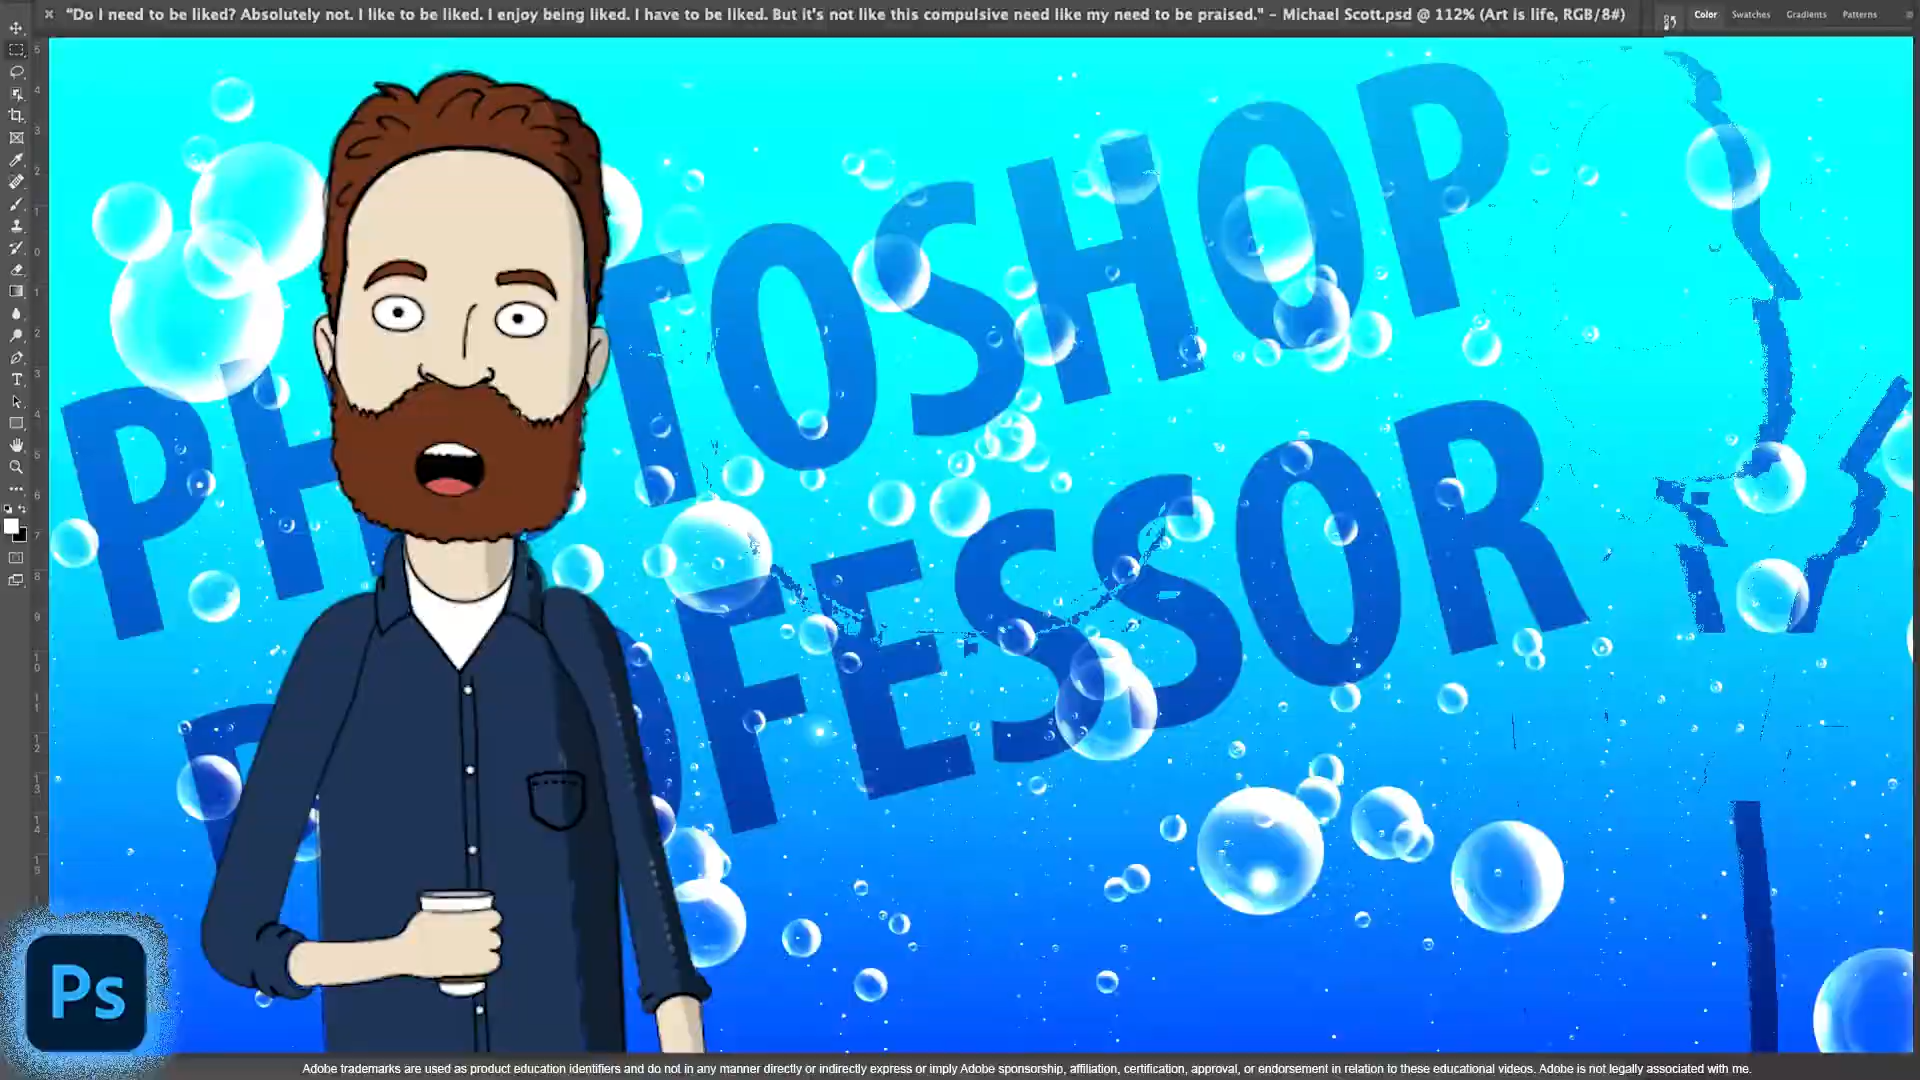 "Do I need to be liked? Absolutely not. I like to be liked. I enjoy being liked. I have to be liked. But it's not like this compulsive need like my need to be praised." - Michael Scott.psd @ 112% (Art is life, RGB/8#)
Color Swatches Gradients Patterns
PH TOSHOP
P OFESSOR
Ps
Adobe trademarks are used as product education identifiers and do not in any manner directly or indirectly express or imply Adobe sponsorship, affiliation, certification, approval, or endorsement in relation to these educational videos. Adobe is not legally associated with me.